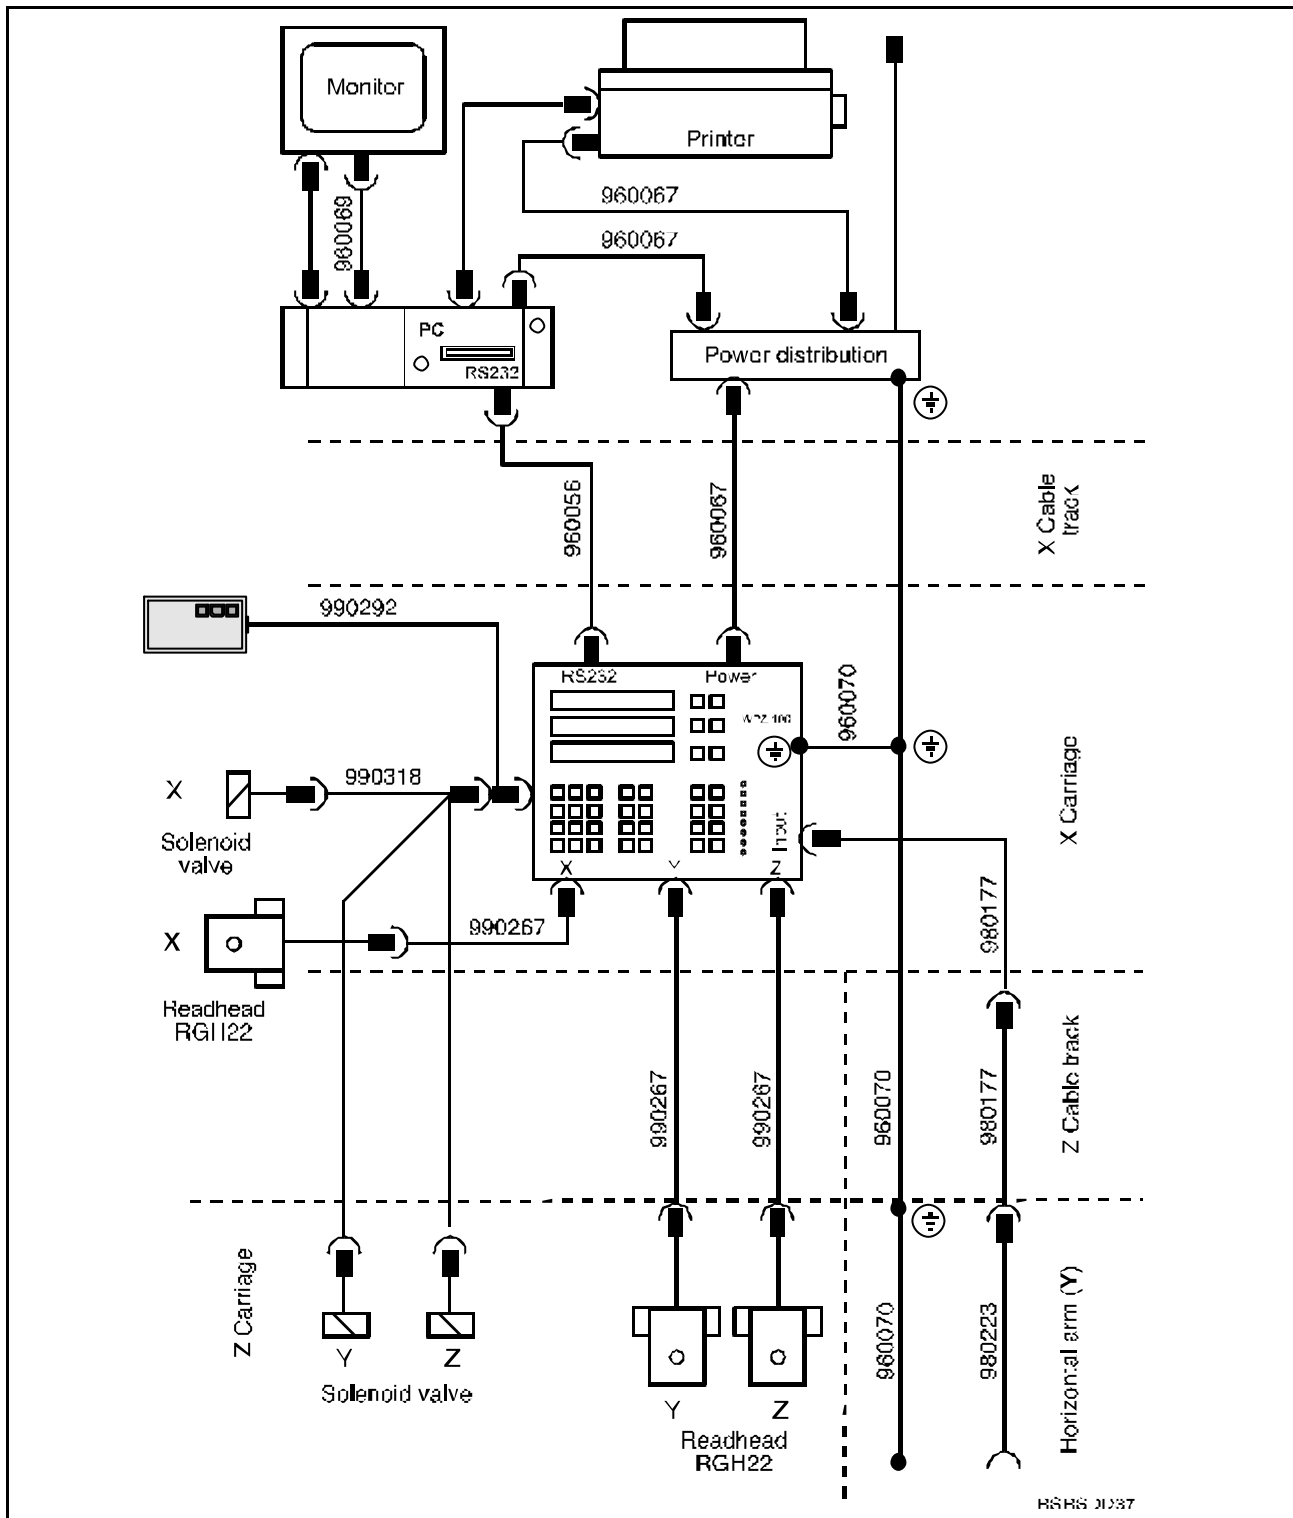 Monitor
Printer
960067
960069
960067
PC
RS232
Power distribution
X Cable
track
960056
960067
990292
RS232
Power
960070
X Carriage
990318
X
Solenoid
valve
Input
X
Y
Z
980177
X
990267
Readhead
RGH22
Z Cable track
990267
990267
960070
980177
Z Carriage
Horizontal arm (Y)
960070
980223
Y
Z
Solenoid valve
Y
Z
Readhead
RGH22